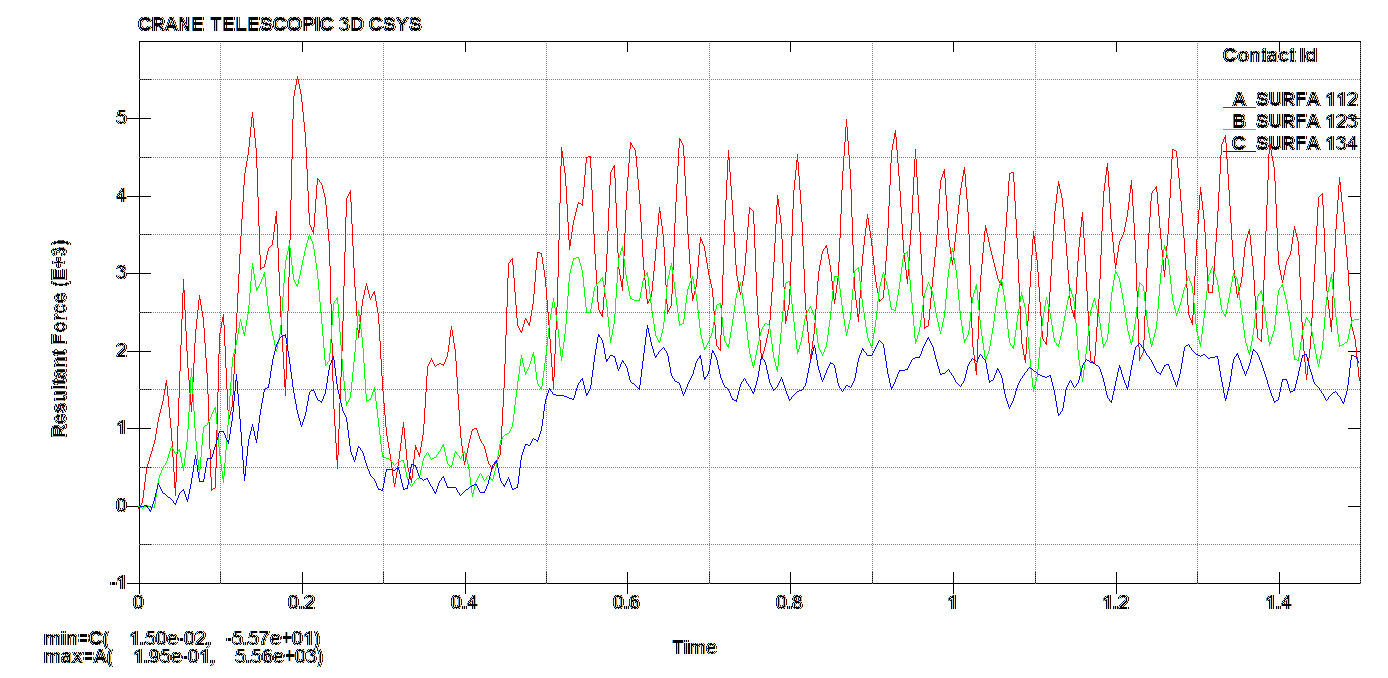 CRANE TELESCOPIC 3D CSYS
Contact Id
A SURFA 112
B SURFA 123
C SURFA 134
Resultant Force (E+3)
5
4
3
2
1
0
-1
0 0.2 0.4 0.6 0.8 1 1.2 1.4
Time
min=C( 1.50e-02, -5.57e+01)
max=A( 1.95e-01, 5.56e+03)